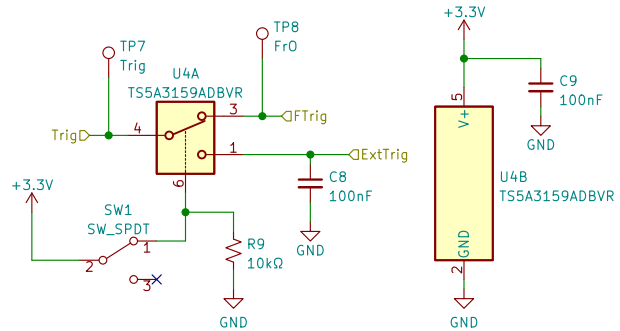 +3.3V
TP7
Trig
TP8
FrO
U4A
TS5A3159ADBVR
Trig
4
3
FTrig
1
ExtTrig
6
C8
100nF
GND
+3.3V
SW1
SW_SPDT
1
2
3
R9
10kΩ
GND
5
V+
C9
100nF
GND
U4B
TS5A3159ADBVR
GND
2
GND